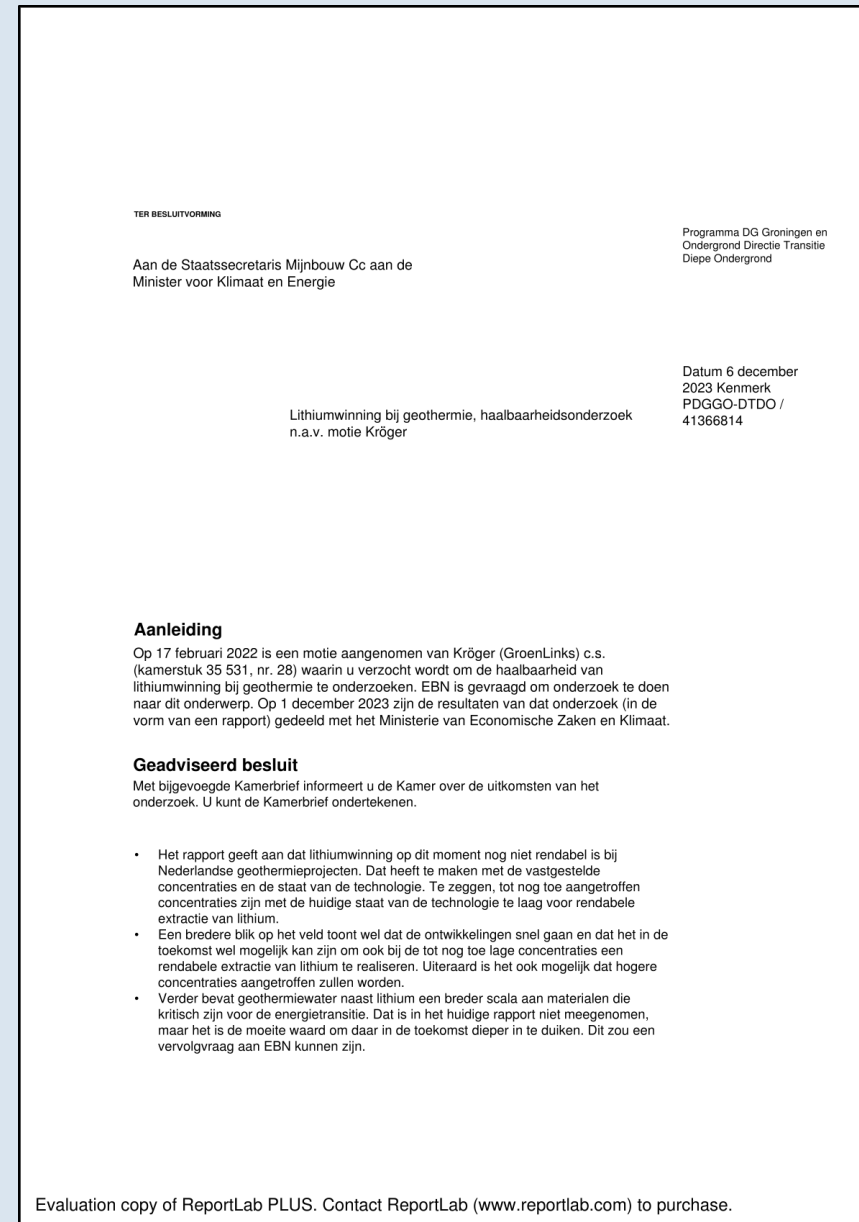 TER BESLUITVORMING
Programma DG Groningen en
Ondergrond Directie Transitie
Diepe Ondergrond
Aan de Staatssecretaris Mijnbouw Cc aan de
Minister voor Klimaat en Energie
Datum 6 december
2023 Kenmerk
PDGGO-DTDO /
41366814
Lithiumwinning bij geothermie, haalbaarheidsonderzoek
n.a.v. motie Kröger
Aanleiding
Op 17 februari 2022 is een motie aangenomen van Kröger (GroenLinks) c.s.
(kamerstuk 35 531, nr. 28) waarin u verzocht wordt om de haalbaarheid van
lithiumwinning bij geothermie te onderzoeken. EBN is gevraagd om onderzoek te doen
naar dit onderwerp. Op 1 december 2023 zijn de resultaten van dat onderzoek (in de
vorm van een rapport) gedeeld met het Ministerie van Economische Zaken en Klimaat.
Geadviseerd besluit
Met bijgevoegde Kamerbrief informeert u de Kamer over de uitkomsten van het
onderzoek. U kunt de Kamerbrief ondertekenen.
• Het rapport geeft aan dat lithiumwinning op dit moment nog niet rendabel is bij
Nederlandse geothermieprojecten. Dat heeft te maken met de vastgestelde
concentraties en de staat van de technologie. Te zeggen, tot nog toe aangetroffen
concentraties zijn met de huidige staat van de technologie te laag voor rendabele
extractie van lithium.
• Een bredere blik op het veld toont wel dat de ontwikkelingen snel gaan en dat het in de
toekomst wel mogelijk kan zijn om ook bij de tot nog toe lage concentraties een
rendabele extractie van lithium te realiseren. Uiteraard is het ook mogelijk dat hogere
concentraties aangetroffen zullen worden.
• Verder bevat geothermiewater naast lithium een breder scala aan materialen die
kritisch zijn voor de energietransitie. Dat is in het huidige rapport niet meegenomen,
maar het is de moeite waard om daar in de toekomst dieper in te duiken. Dit zou een
vervolgvraag aan EBN kunnen zijn.
Evaluation copy of ReportLab PLUS. Contact ReportLab (www.reportlab.com) to purchase.